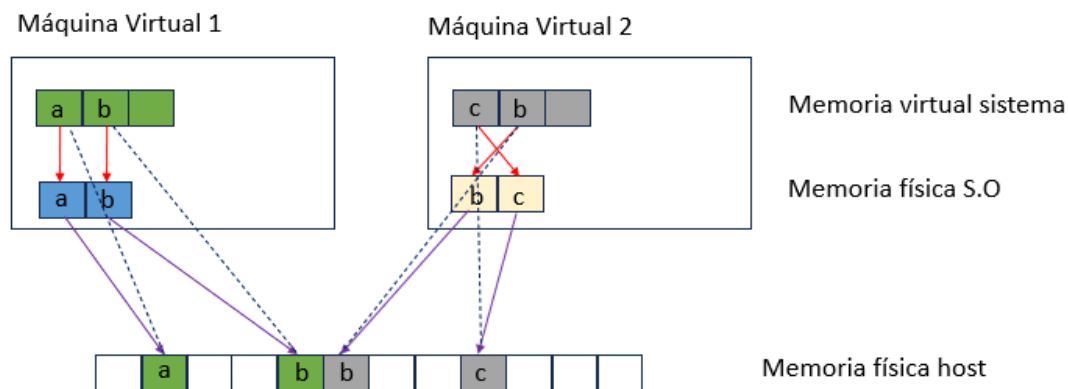 Máquina Virtual 1
Máquina Virtual 2
a b
c b
Memoria virtual sistema
a b
b c
Memoria física S.O
a b b c
Memoria física host